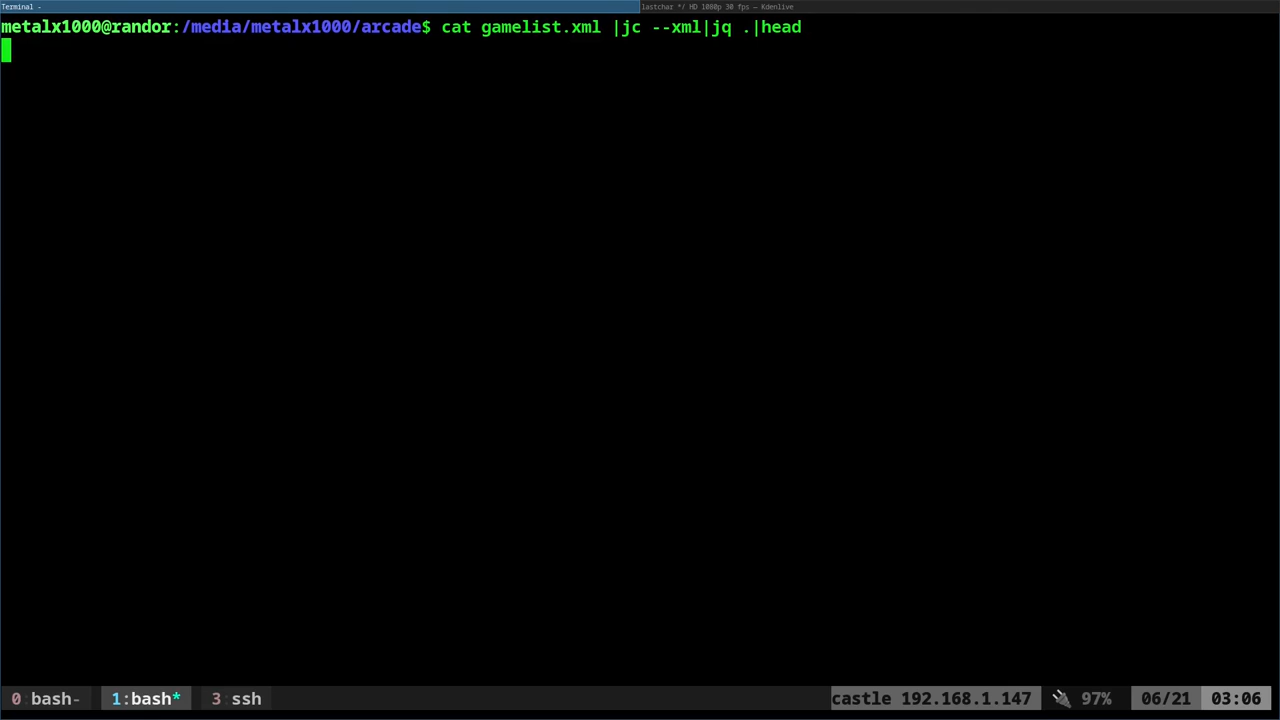 Terminal -
lastchar */ HD 1080p 30 fps — Kdenlive
metalx1000@randor:/media/metalx1000/arcade$ cat gamelist.xml |jc --xml|jq .|head
0 bash- 1:bash* 3 ssh castle 192.168.1.147 97% 06/21 03:06